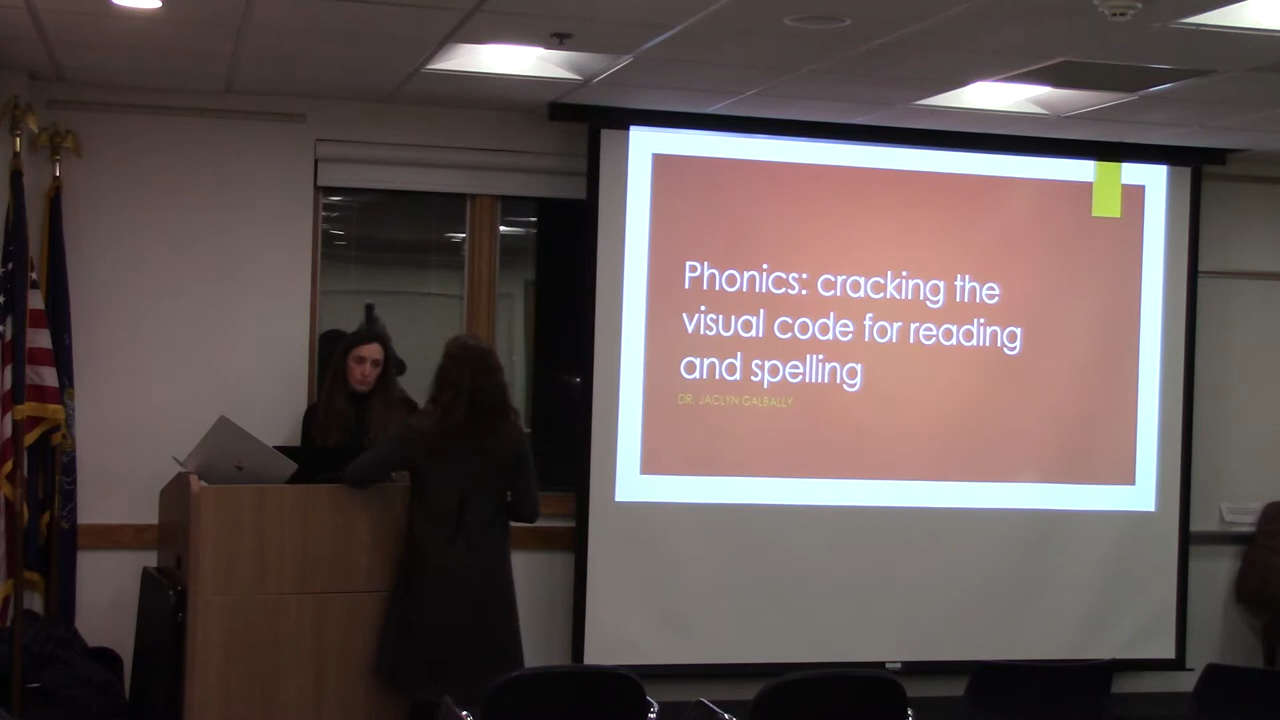 Phonics: cracking the
visual code for reading
and spelling
DR. JACLYN GALBALLY